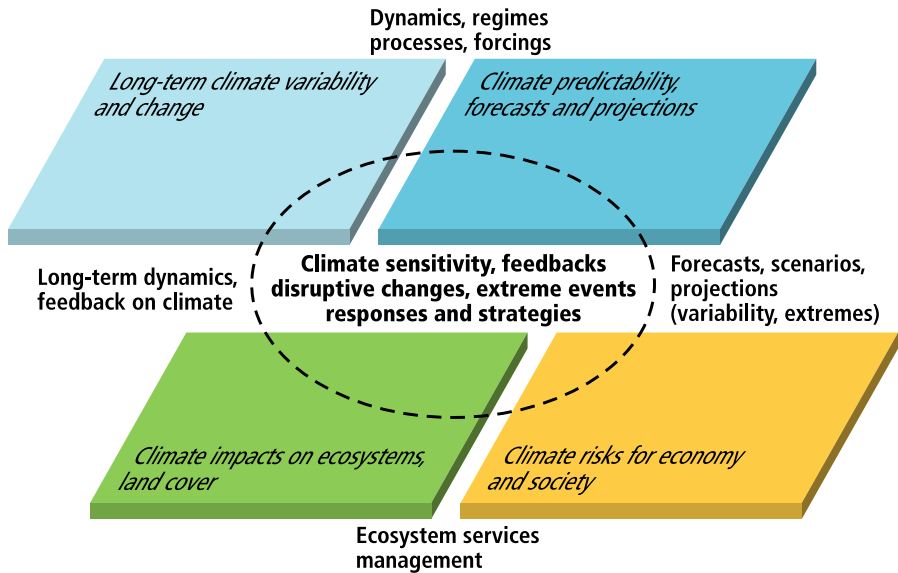 Dynamics, regimes
processes, forcings
Long-term climate variability
and change
Climate predictability,
forecasts and projections
Long-term dynamics,
feedback on climate
Climate sensitivity, feedbacks
disruptive changes, extreme events
responses and strategies
Forecasts, scenarios,
projections
(variability, extremes)
Climate impacts on ecosystems,
land cover
Climate risks for economy
and society
Ecosystem services
management